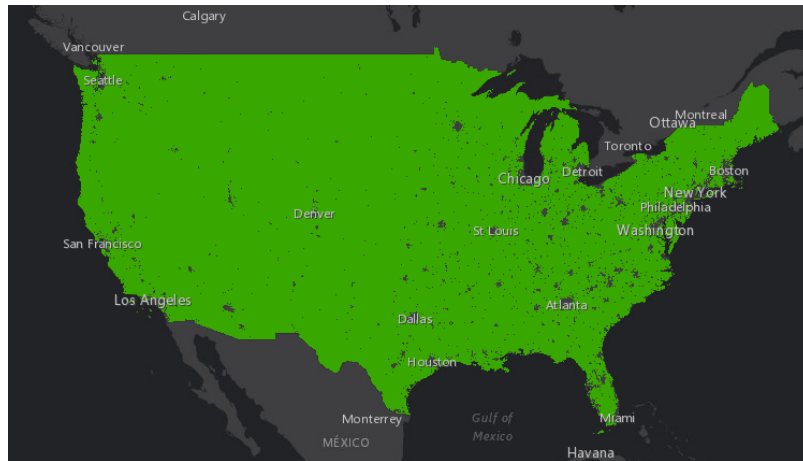 Calgary
Vancouver
Seattle
Montreal
Ottawa
Toronto
Boston
Detroit
Chicago
New York
Philadelphia
Denver
St Louis
Washington
San Francisco
Los Angeles
Atlanta
Dallas
Houston
Miami
Monterrey
Gulf of
Mexico
MÉXICO
Havana